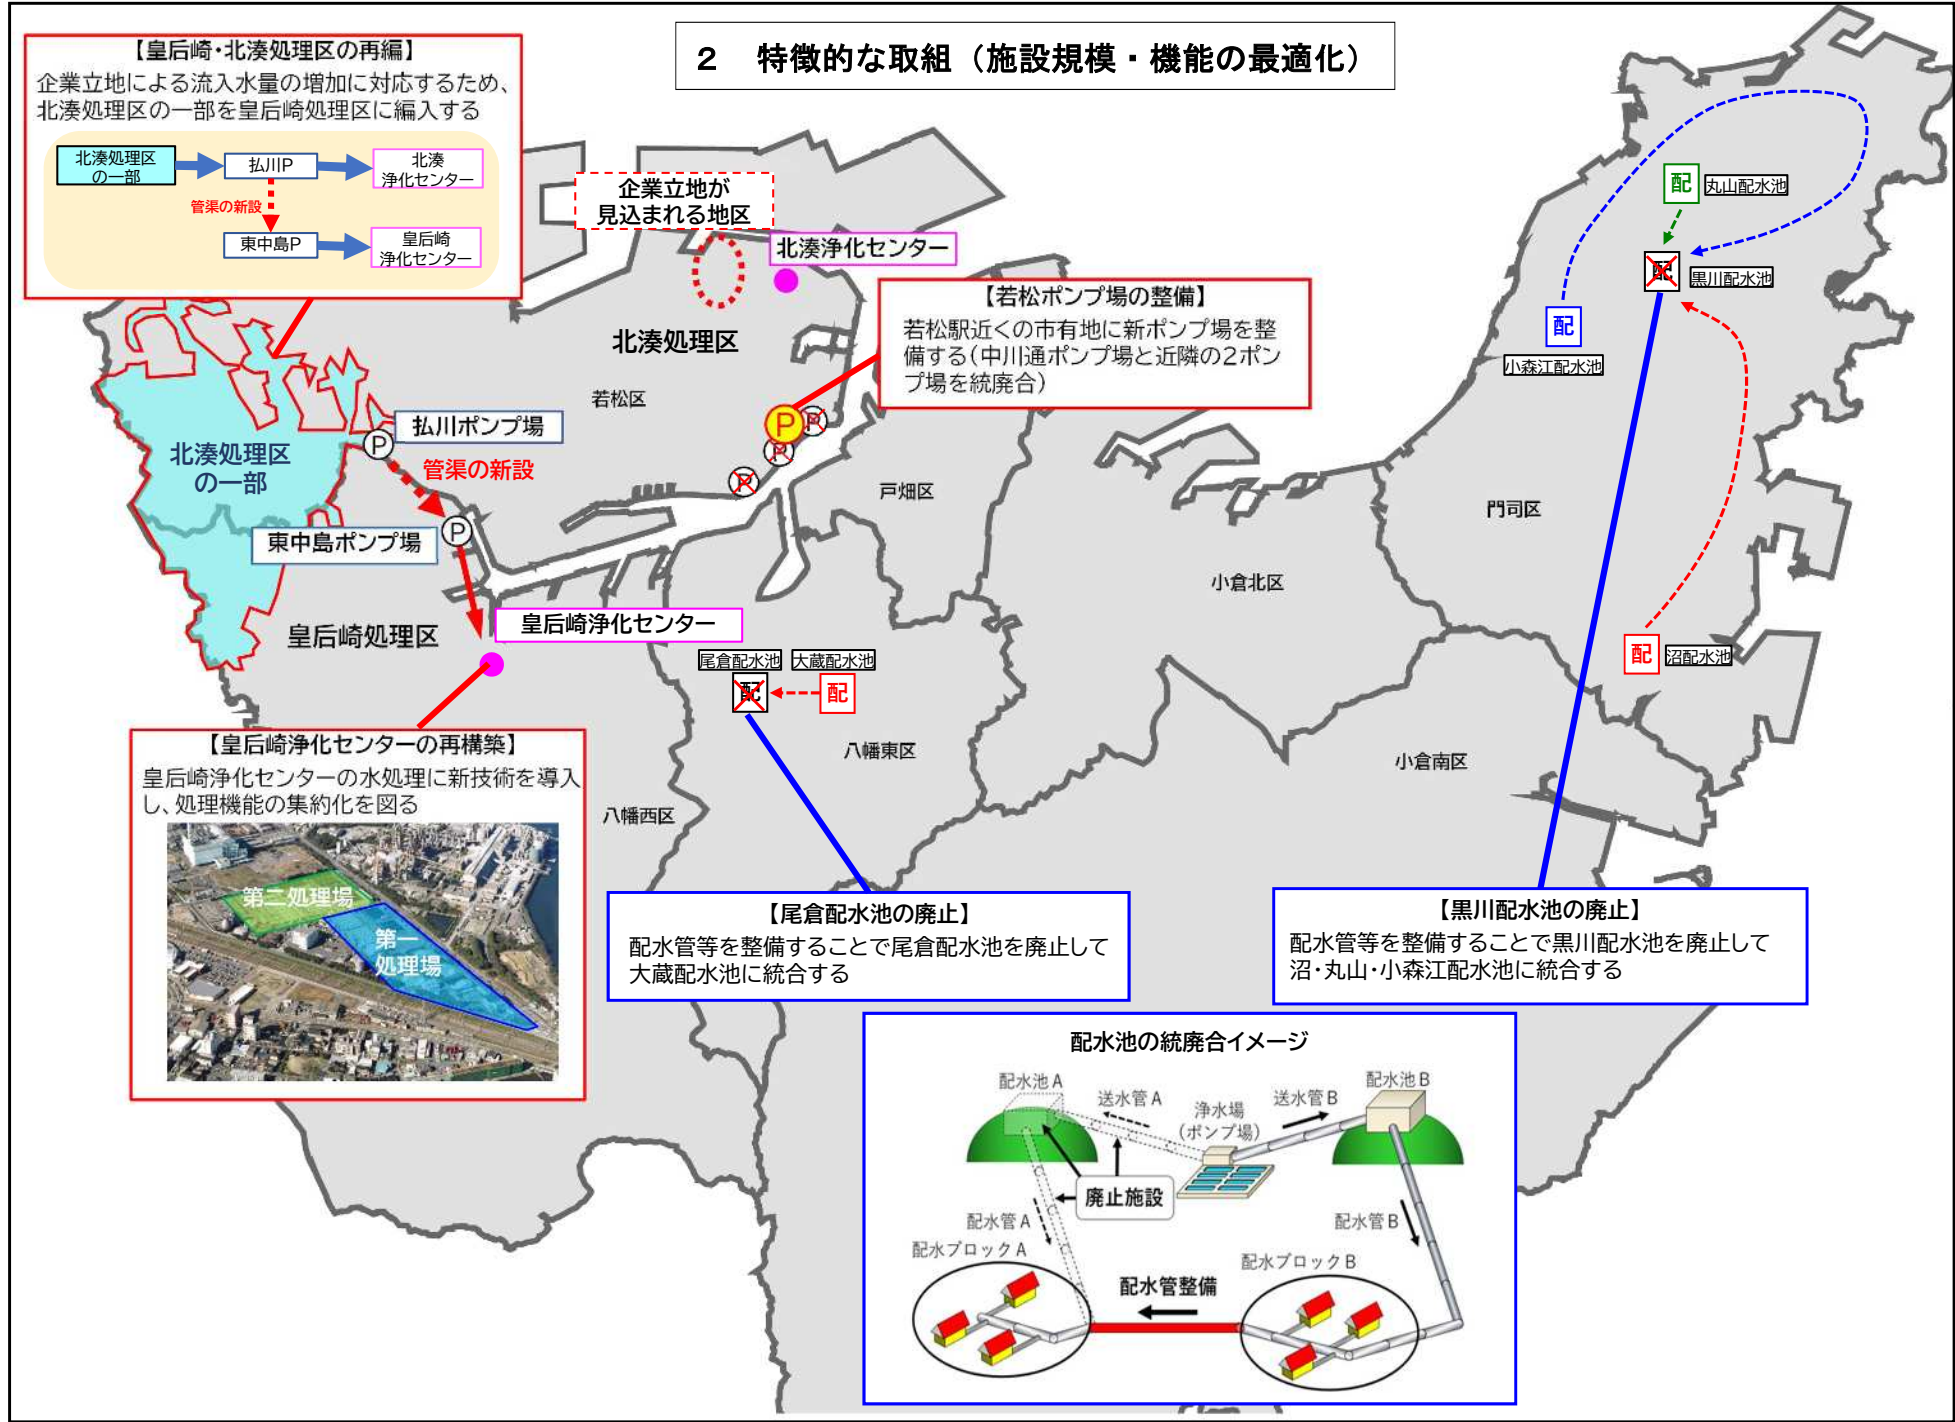 ２　特徴的な取組（施設規模・機能の最適化）
【皇后崎・北湊処理区の再編】
企業立地による流入水量の増加に対応するため、
北湊処理区の一部を皇后崎処理区に編入する
北湊処理区
の一部
払川P
北湊
浄化センター
管渠の新設
東中島P
皇后崎
浄化センター
企業立地が
見込まれる地区
北湊浄化センター
北湊処理区
若松区
【若松ポンプ場の整備】
若松駅近くの市有地に新ポンプ場を整
備する（中川通ポンプ場と近隣の2ポン
プ場を統廃合）
P
P
P
P
払川ポンプ場
P
管渠の新設
北湊処理区
の一部
P
東中島ポンプ場
皇后崎処理区
皇后崎浄化センター
戸畑区
小倉北区
門司区
配
丸山配水池
配
黒川配水池
配
小森江配水池
配
沼配水池
尾倉配水池
大蔵配水池
配
配
八幡東区
八幡西区
小倉南区
【皇后崎浄化センターの再構築】
皇后崎浄化センターの水処理に新技術を導入
し、処理機能の集約化を図る
第二処理場
第一
処理場
【尾倉配水池の廃止】
配水管等を整備することで尾倉配水池を廃止して
大蔵配水池に統合する
【黒川配水池の廃止】
配水管等を整備することで黒川配水池を廃止して
沼・丸山・小森江配水池に統合する
配水池の統廃合イメージ
配水池A
送水管A
浄水場
（ポンプ場）
送水管B
配水池B
廃止施設
配水管A
配水管B
配水ブロックA
配水ブロックB
配水管整備